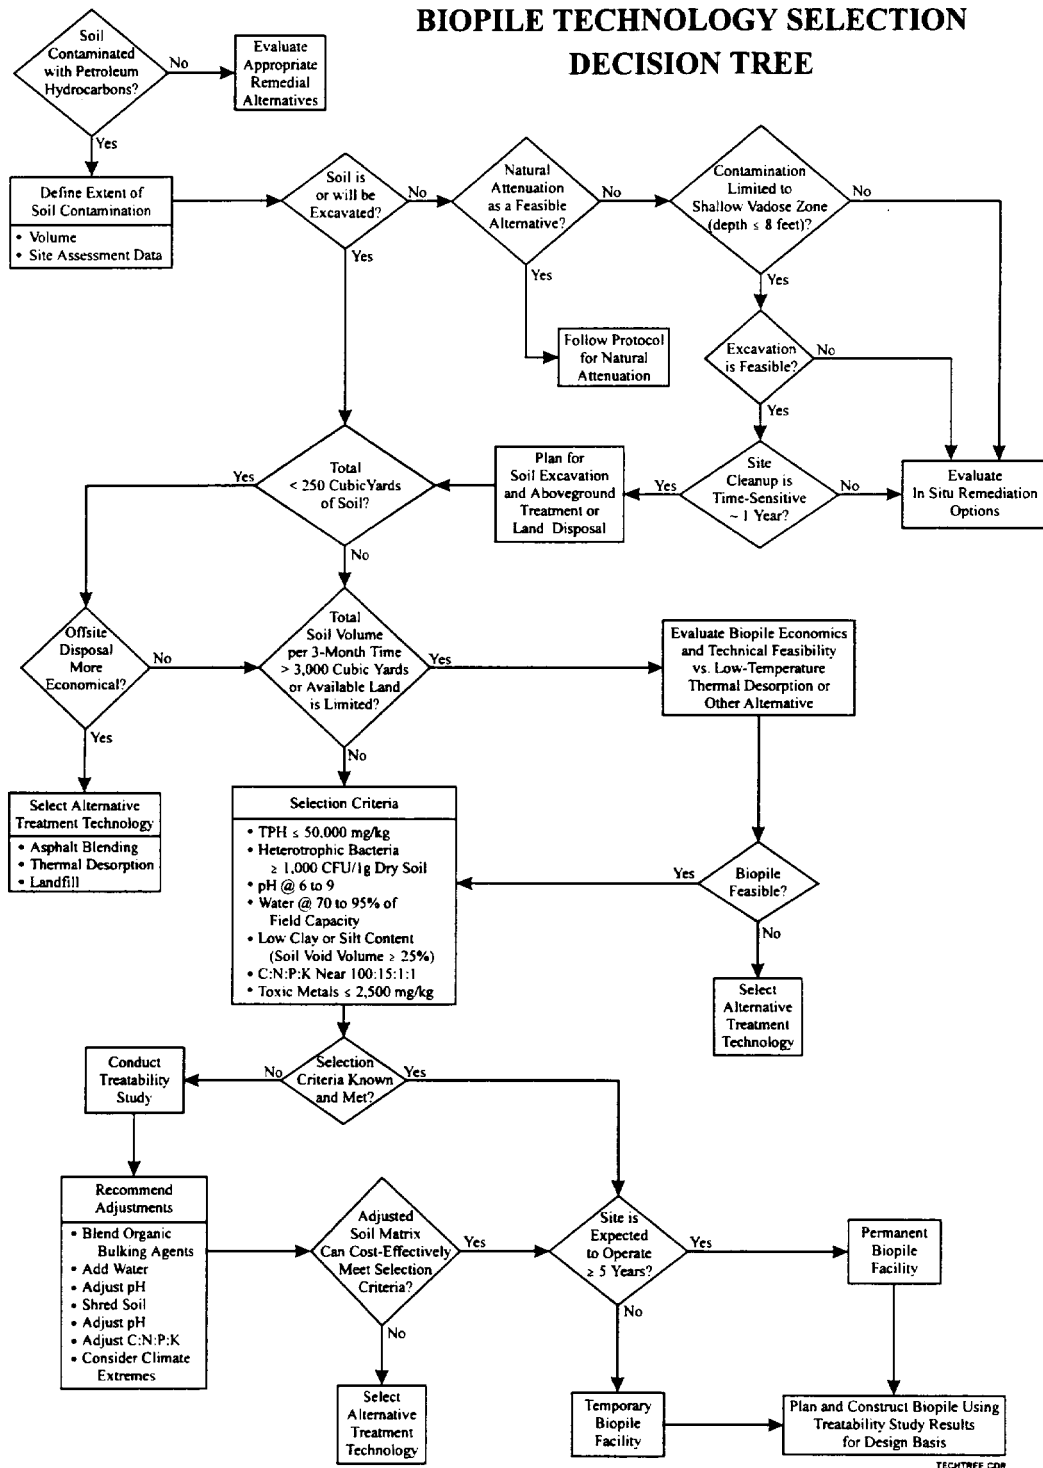 BIOPILE TECHNOLOGY SELECTION
DECISION TREE
Soil
Contaminated
with Petroleum
Hydrocarbons?
No
Evaluate
Appropriate
Remedial
Alternatives
Yes
Define Extent of
Soil Contamination
• Volume
• Site Assessment Data
Soil is
or will be
Excavated?
No
Yes
Natural
Attenuation
as a Feasible
Alternative?
No
Yes
Contamination
Limited to
Shallow Vadose Zone
(depth ≤ 8 feet)?
No
Yes
Follow Protocol
for Natural
Attenuation
Excavation
is Feasible?
No
Yes
Total
< 250 CubicYards
of Soil?
Yes
No
Plan for
Soil Excavation
and Aboveground
Treatment or
Land Disposal
Yes
Site
Cleanup is
Time-Sensitive
~ 1 Year?
No
Evaluate
In Situ Remediation
Options
Offsite
Disposal
More
Economical?
No
Yes
Total
Soil Volume
per 3-Month Time
> 3,000 Cubic Yards
or Available Land
is Limited?
Yes
No
Evaluate Biopile Economics
and Technical Feasibility
vs. Low-Temperature
Thermal Desorption or
Other Alternative
Select Alternative
Treatment Technology
• Asphalt Blending
• Thermal Desorption
• Landfill
Selection Criteria
• TPH ≤ 50,000 mg/kg
• Heterotrophic Bacteria
≥ 1,000 CFU/1g Dry Soil
• pH @ 6 to 9
• Water @ 70 to 95% of
Field Capacity
• Low Clay or Silt Content
(Soil Void Volume ≥ 25%)
• C:N:P:K Near 100:15:1:1
• Toxic Metals ≤ 2,500 mg/kg
Yes
Biopile
Feasible?
No
Select
Alternative
Treatment
Technology
Conduct
Treatability
Study
No
Selection
Criteria Known
and Met?
Yes
Recommend
Adjustments
• Blend Organic
Bulking Agents
• Add Water
• Adjust pH
• Shred Soil
• Adjust pH
• Adjust C:N:P:K
• Consider Climate
Extremes
Adjusted
Soil Matrix
Can Cost-Effectively
Meet Selection
Criteria?
Yes
No
Site is
Expected
to Operate
≥ 5 Years?
Yes
No
Permanent
Biopile
Facility
Select
Alternative
Treatment
Technology
Temporary
Biopile
Facility
Plan and Construct Biopile Using
Treatability Study Results
for Design Basis
TECHTREE.CDR